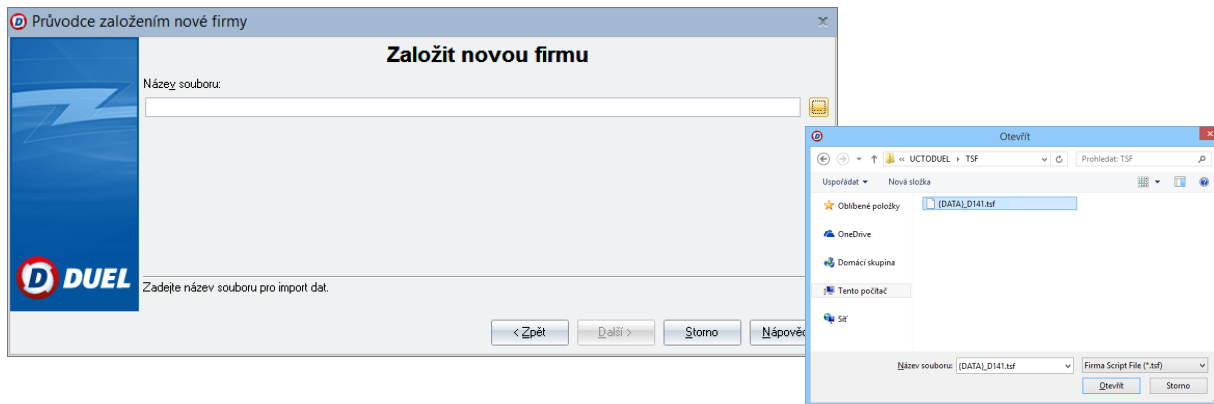 Průvodce založením nové firmy
Založit novou firmu
Název souboru:
DUEL
Zadejte název souboru pro import dat.
< Zpět Další > Storno Nápověd
Otevřít
« UCTODUEL TSF Prohledat: TSF
Uspořádat Nová složka
Oblíbené položky {DATA}_D141.tsf
OneDrive
Domácí skupina
Tento počítač
Síť
Název souboru: {DATA}_D141.tsf Firma Script File (*.tsf)
Otevřít Storno